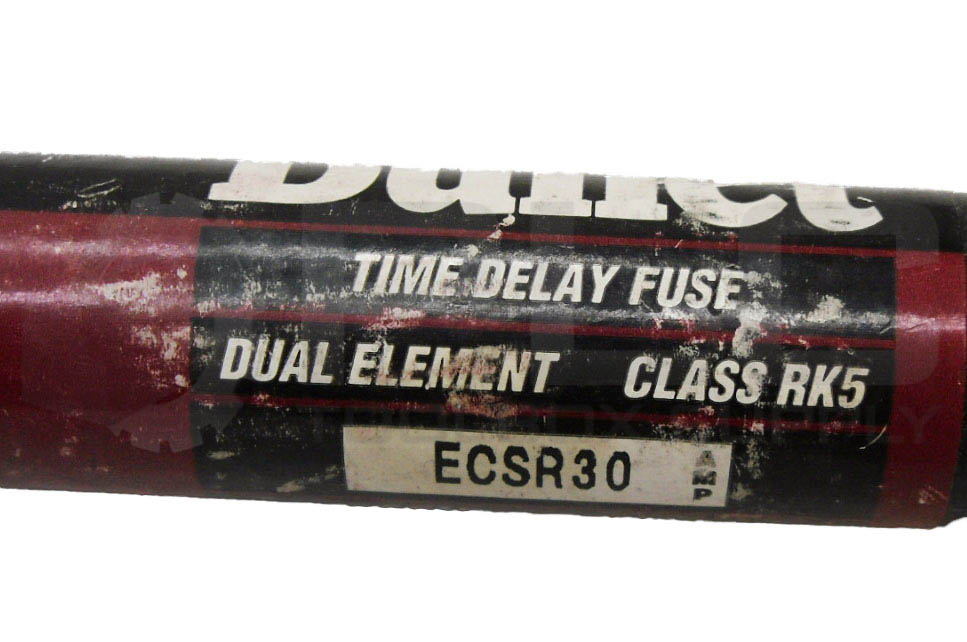 TIME DELAY FUSE
DUAL ELEMENT CLASS RK5
ECSR30 AMP